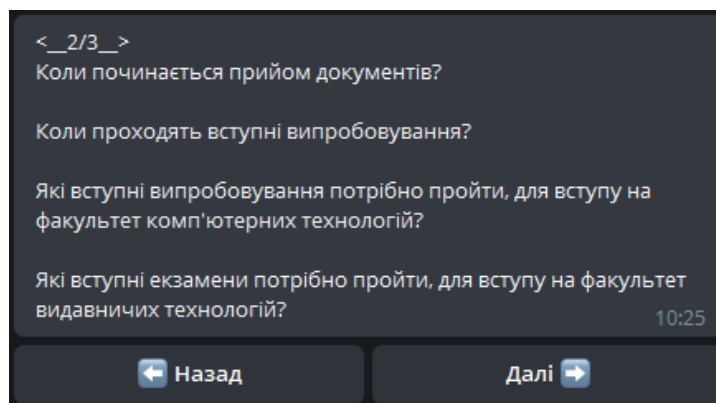 <__2/3__>
Коли починається прийом документів?
Коли проходять вступні випробовування?
Які вступні випробовування потрібно пройти, для вступу на
факультет комп'ютерних технологій?
Які вступні екзамени потрібно пройти, для вступу на факультет
видавничих технологій?
10:25
⬅️ Назад
Далі ➡️